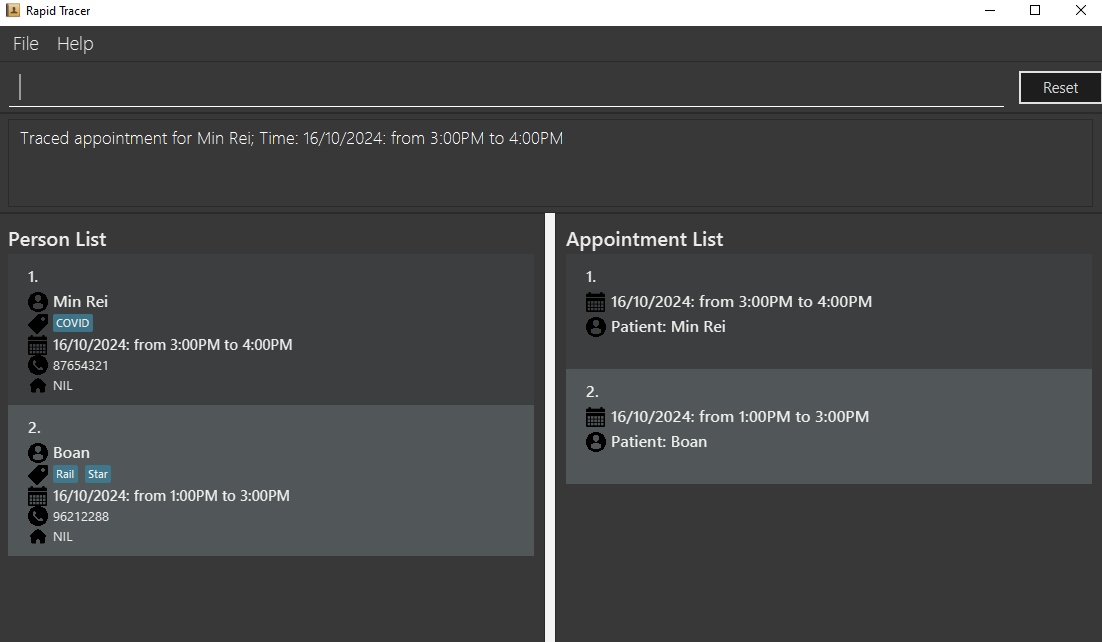 Rapid Tracer
File Help
Reset
Traced appointment for Min Rei; Time: 16/10/2024: from 3:00PM to 4:00PM
Person List
1.
Min Rei
COVID
16/10/2024: from 3:00PM to 4:00PM
87654321
NIL
2.
Boan
Rail Star
16/10/2024: from 1:00PM to 3:00PM
96212288
NIL
Appointment List
1.
16/10/2024: from 3:00PM to 4:00PM
Patient: Min Rei
2.
16/10/2024: from 1:00PM to 3:00PM
Patient: Boan